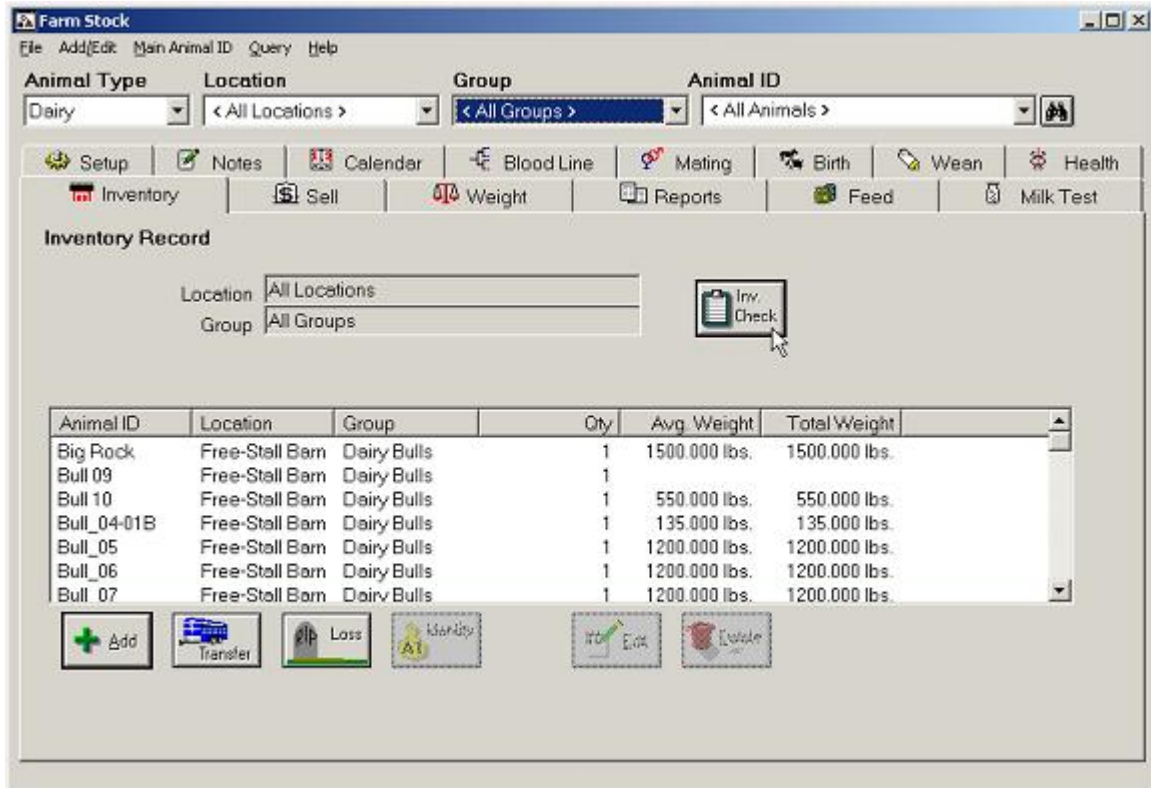 Farm Stock
File Add/Edit Main Animal ID Query Help
Animal Type Location Group Animal ID
Dairy < All Locations > < All Groups > < All Animals >
Setup Notes Calendar Blood Line Mating Birth Wean Health
Inventory Sell Weight Reports Feed Milk Test
Inventory Record
Location All Locations
Inv.
Check
Group All Groups
Animal ID Location Group Qty Avg. Weight Total Weight
Big Rock Free-Stall Barn Dairy Bulls 1 1500.000 lbs. 1500.000 lbs.
Bull 09 Free-Stall Barn Dairy Bulls 1
Bull 10 Free-Stall Barn Dairy Bulls 1 550.000 lbs. 550.000 lbs.
Bull_04-01B Free-Stall Barn Dairy Bulls 1 135.000 lbs. 135.000 lbs.
Bull_05 Free-Stall Barn Dairy Bulls 1 1200.000 lbs. 1200.000 lbs.
Bull_06 Free-Stall Barn Dairy Bulls 1 1200.000 lbs. 1200.000 lbs.
Bull_07 Free-Stall Barn Dairy Bulls 1 1200.000 lbs. 1200.000 lbs.
Add Transfer Loss Identity Edit Delete